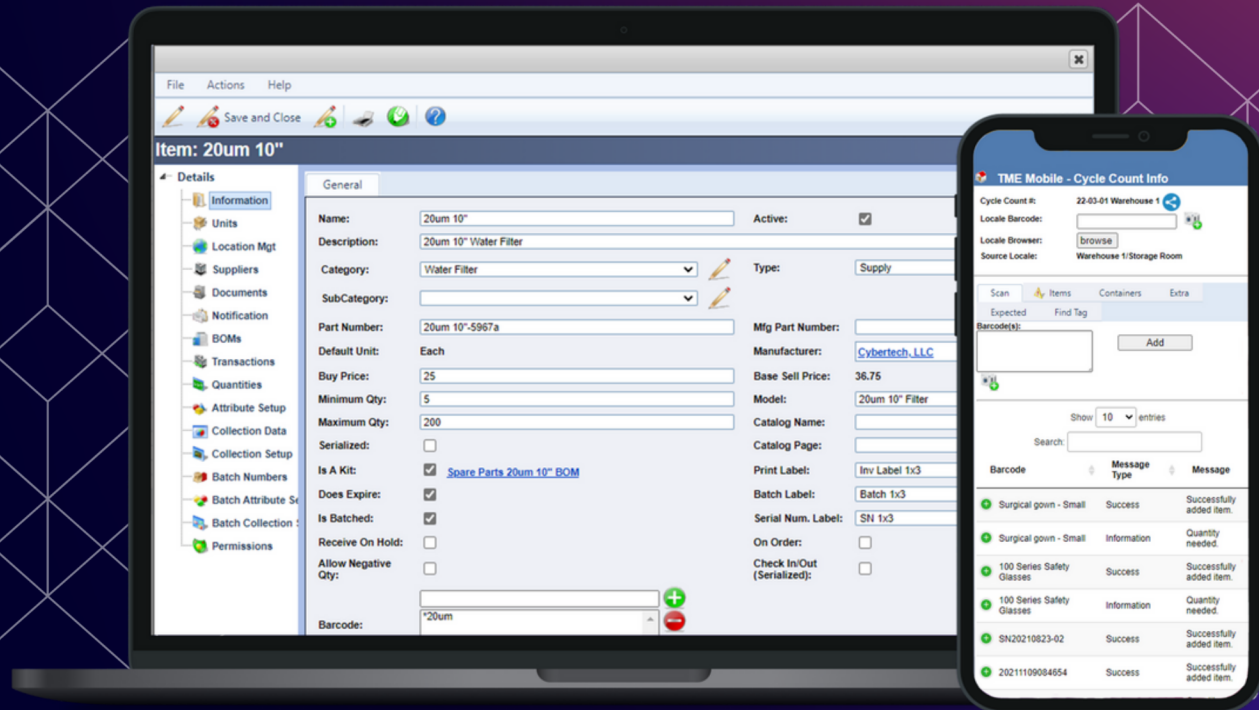 File Actions Help
Save and Close
Item: 20um 10"
Details
Information
Units
Location Mgt
Suppliers
Documents
Notification
BOMs
Transactions
Quantities
Attribute Setup
Collection Data
Collection Setup
Batch Numbers
Batch Attribute Se
Batch Collection
Permissions
General
Name: 20um 10" Active:
Description: 20um 10" Water Filter
Category: Water Filter Type: Supply
SubCategory:
Part Number: 20um 10"-5967a Mfg Part Number:
Default Unit: Each Manufacturer: Cybertech, LLC
Buy Price: 25 Base Sell Price: 36.75
Minimum Qty: 5 Model: 20um 10" Filter
Maximum Qty: 200 Catalog Name:
Serialized: Catalog Page:
Is A Kit: Spare Parts 20um 10" BOM Print Label: Inv Label 1x3
Does Expire: Batch Label: Batch 1x3
Is Batched: Serial Num. Label: SN 1x3
Receive On Hold: On Order:
Allow Negative Check In/Out
Qty: (Serialized):
Barcode: *20um
TME Mobile - Cycle Count Info
Cycle Count #: 22-03-01 Warehouse 1
Locale Barcode:
Locale Browser: browse
Source Locale: Warehouse 1/Storage Room
Scan Items Containers Extra
Expected Find Tag
Barcode(s):
Add
Show 10 entries
Search:
Barcode Message Type Message
Surgical gown - Small Success Successfully added item.
Surgical gown - Small Information Quantity needed.
100 Series Safety Glasses Success Successfully added item.
100 Series Safety Glasses Information Quantity needed.
SN20210823-02 Success Successfully added item.
20211109084654 Success Successfully added item.